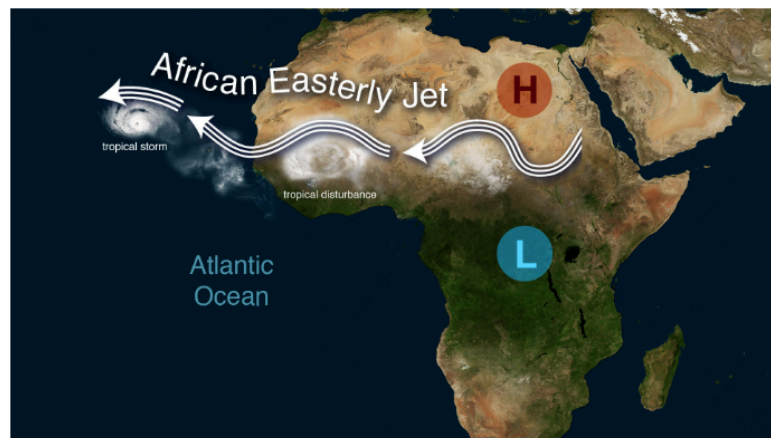 African Easterly Jet
H
tropical storm
tropical disturbance
L
Atlantic
Ocean